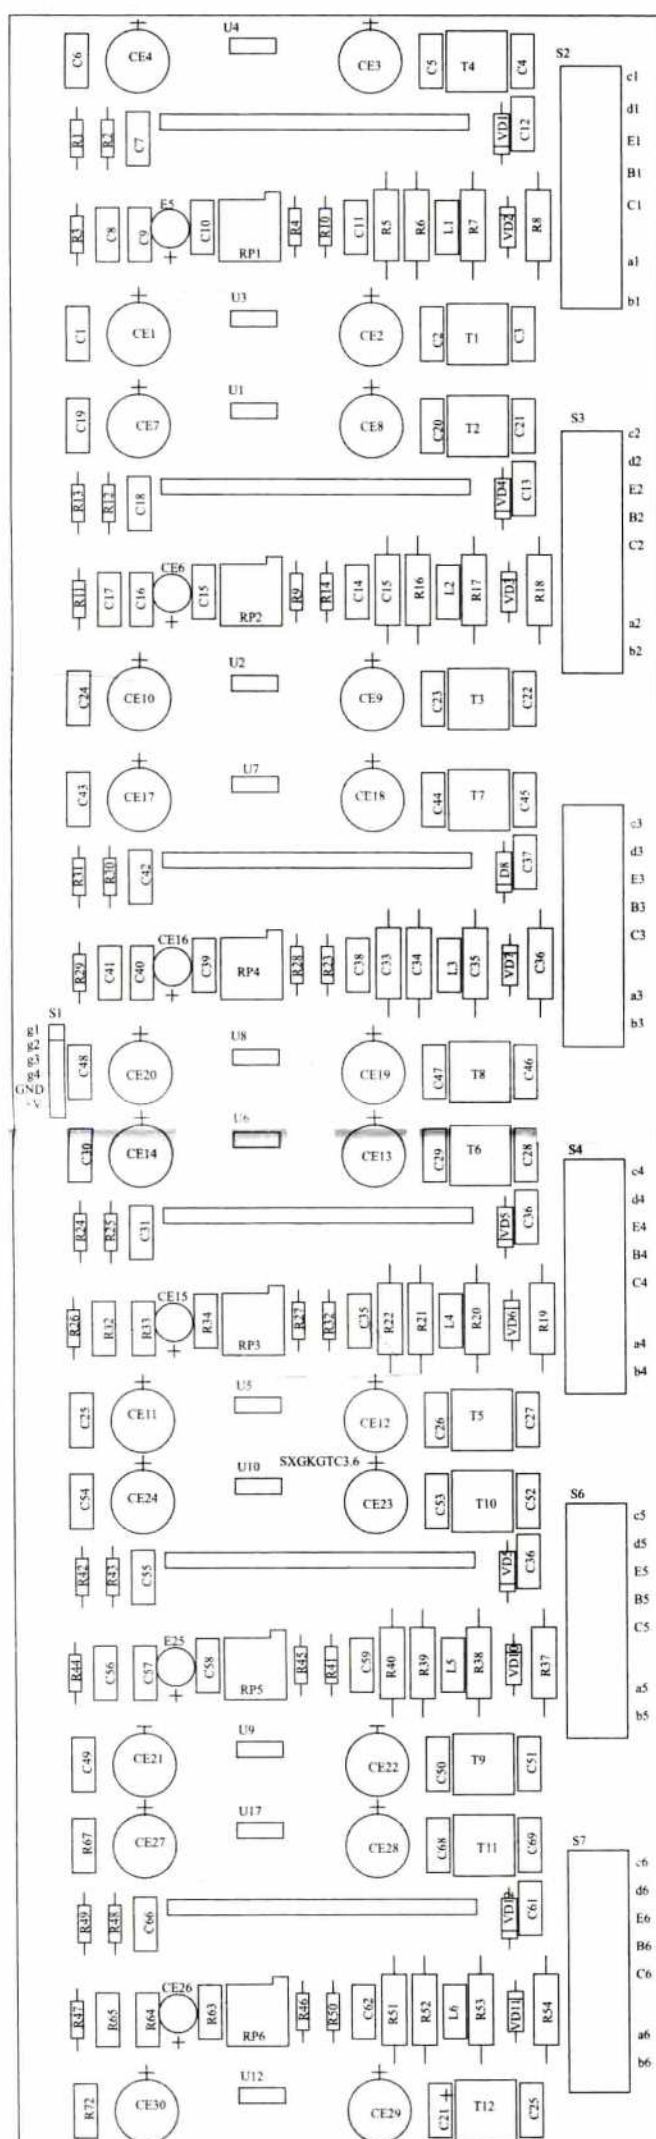 U4
C6 CE4 CE3 C5 T4 C4
S2
c1
d1
R1 R2 C7 VD1 C12
E1
B1
E5
C1
R3 C8 C9 C10 RP1 R4 R10 C11 R5 R6 L1 R7 VD2 R8
a1
U3
b1
C1 CE1 CE2 C2 T1 C3
U1
C19 CE7 CE8 C20 T2 C21
S3
c2
d2
R13 R12 C18 VD4 C13
E2
B2
C2
CE6
R11 C17 C16 C15 RP2 R9 R14 C14 C15 R16 L2 R17 VD3 R18
a2
b2
U2
C24 CE10 CE9 C23 T3 C22
U7
C43 CE17 CE18 C44 T7 C45
c3
d3
R31 R30 C42 D8 C37
E3
B3
C3
CE16
R29 C41 C40 C39 RP4 R28 R23 C38 C33 C34 L3 C35 VD7 C36
a3
b3
S1
g1
g2
g3
g4
GND
U8
C48 CE20 CE19 C47 T8 C46
U6
C30 CE14 CE13 C29 T6 C28
S4
c4
d4
R24 R25 C31 VD5 C36
E4
B4
C4
CE15
R26 R32 R33 R34 RP3 R27 R32 C35 R22 R21 L4 R20 VD6 R19
a4
b4
U5
C25 CE11 CE12 C26 T5 C27
U10 SXGKGTC3.6
C54 CE24 CE23 C53 T10 C52
S6
c5
d5
R42 R43 C55 VD5 C36
E5
B5
C5
E25
R44 C56 C57 C58 RP5 R45 R41 C59 R40 R39 L5 R38 VD10 R37
a5
b5
U9
C49 CE21 CE22 C50 T9 C51
U17
R67 CE27 CE28 C68 T11 C69
S7
c6
d6
R49 R48 C66 VD12 C61
E6
B6
C6
CE26
R47 R65 R64 R63 RP6 R46 R50 C62 R51 R52 L6 R53 VD11 R54
a6
b6
U12
R72 CE30 CE29 C21 T12 C25